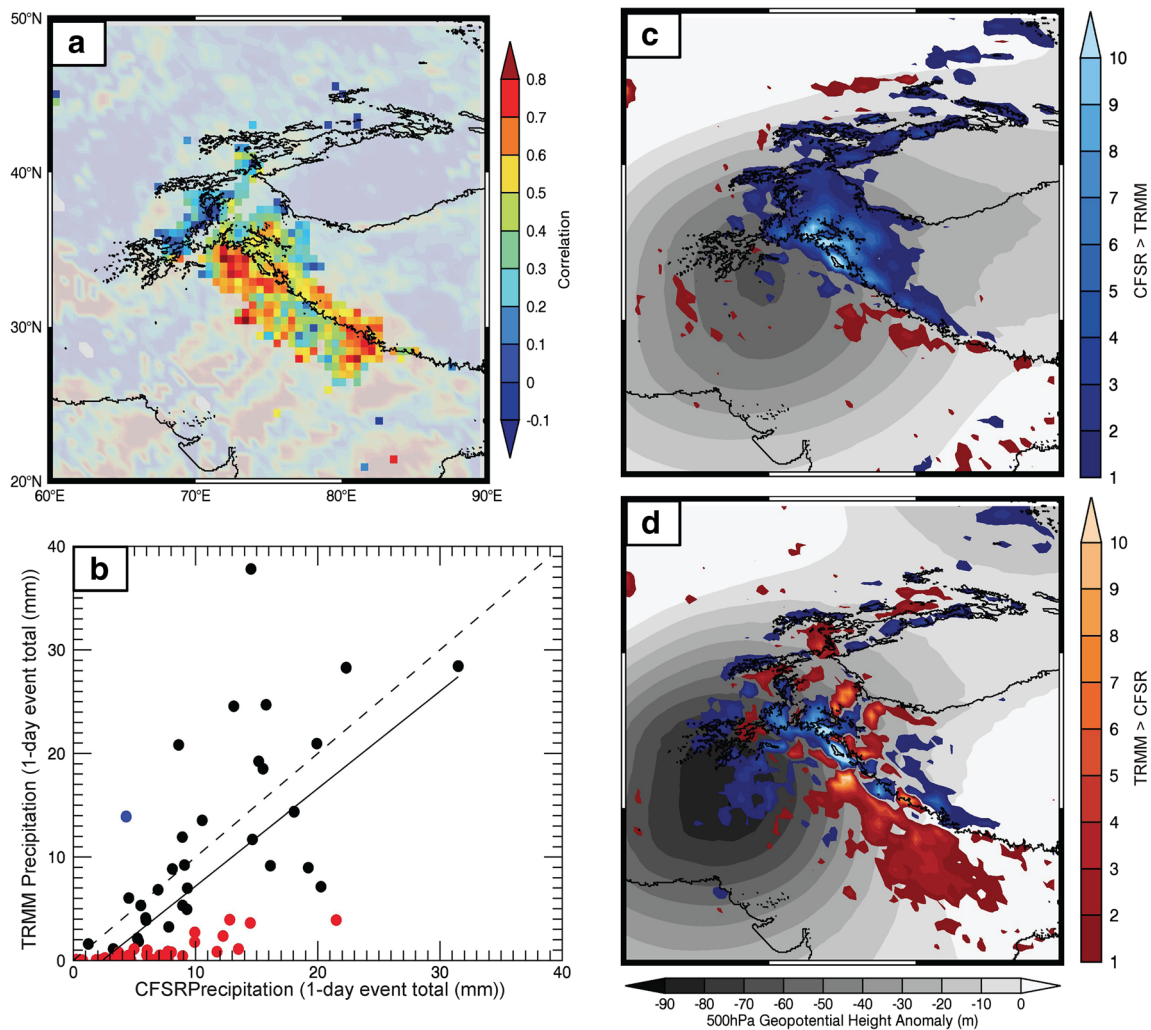 a
50°N
40°N
30°N
20°N
60°E
70°E
80°E
90°E
0.8
0.7
0.6
0.5
0.4
0.3
0.2
0.1
0
-0.1
Correlation
b
40
30
20
10
0
TRMM Precipitation (1-day event total (mm))
0
10
20
30
40
CFSRPrecipitation (1-day event total (mm))
c
10
9
8
7
6
5
4
3
2
1
CFSR > TRMM
d
10
9
8
7
6
5
4
3
2
1
TRMM > CFSR
-90 -80 -70 -60 -50 -40 -30 -20 -10 0
500hPa Geopotential Height Anomaly (m)